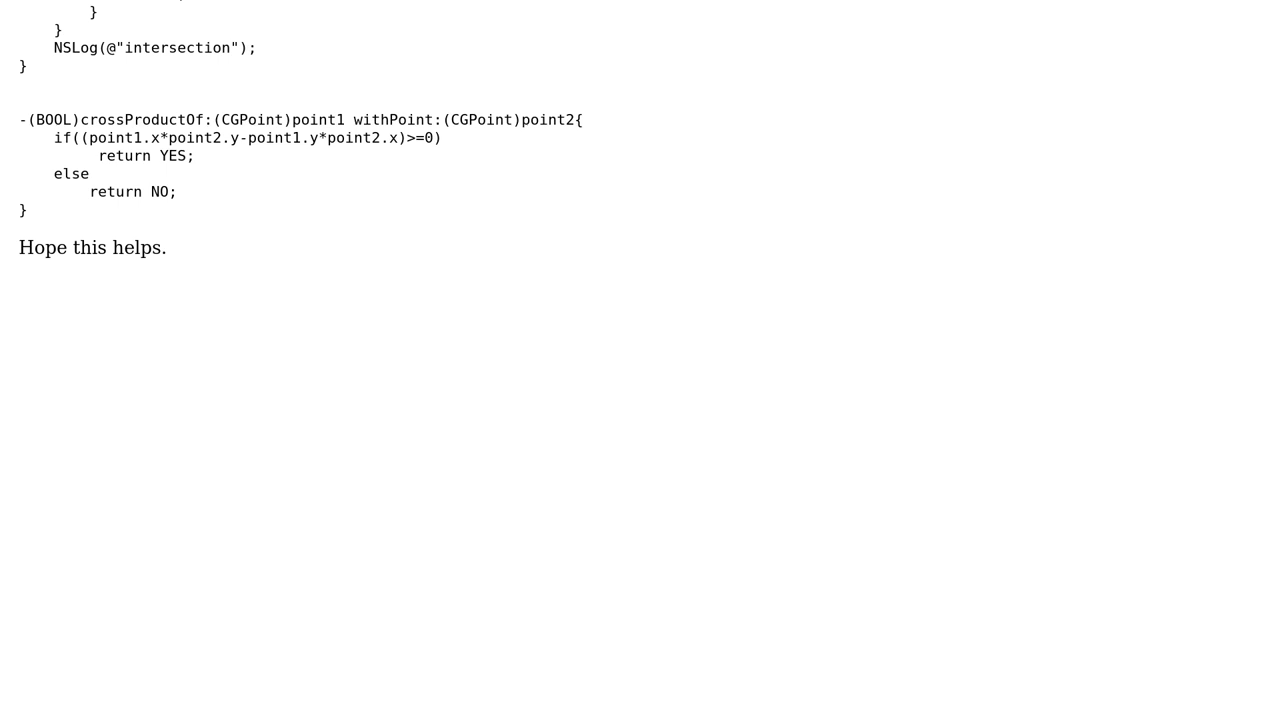 }
    }
    NSLog(@"intersection");
}
-(BOOL)crossProductOf:(CGPoint)point1 withPoint:(CGPoint)point2{
    if((point1.x*point2.y-point1.y*point2.x)>=0)
         return YES;
    else
        return NO;
}
Hope this helps.